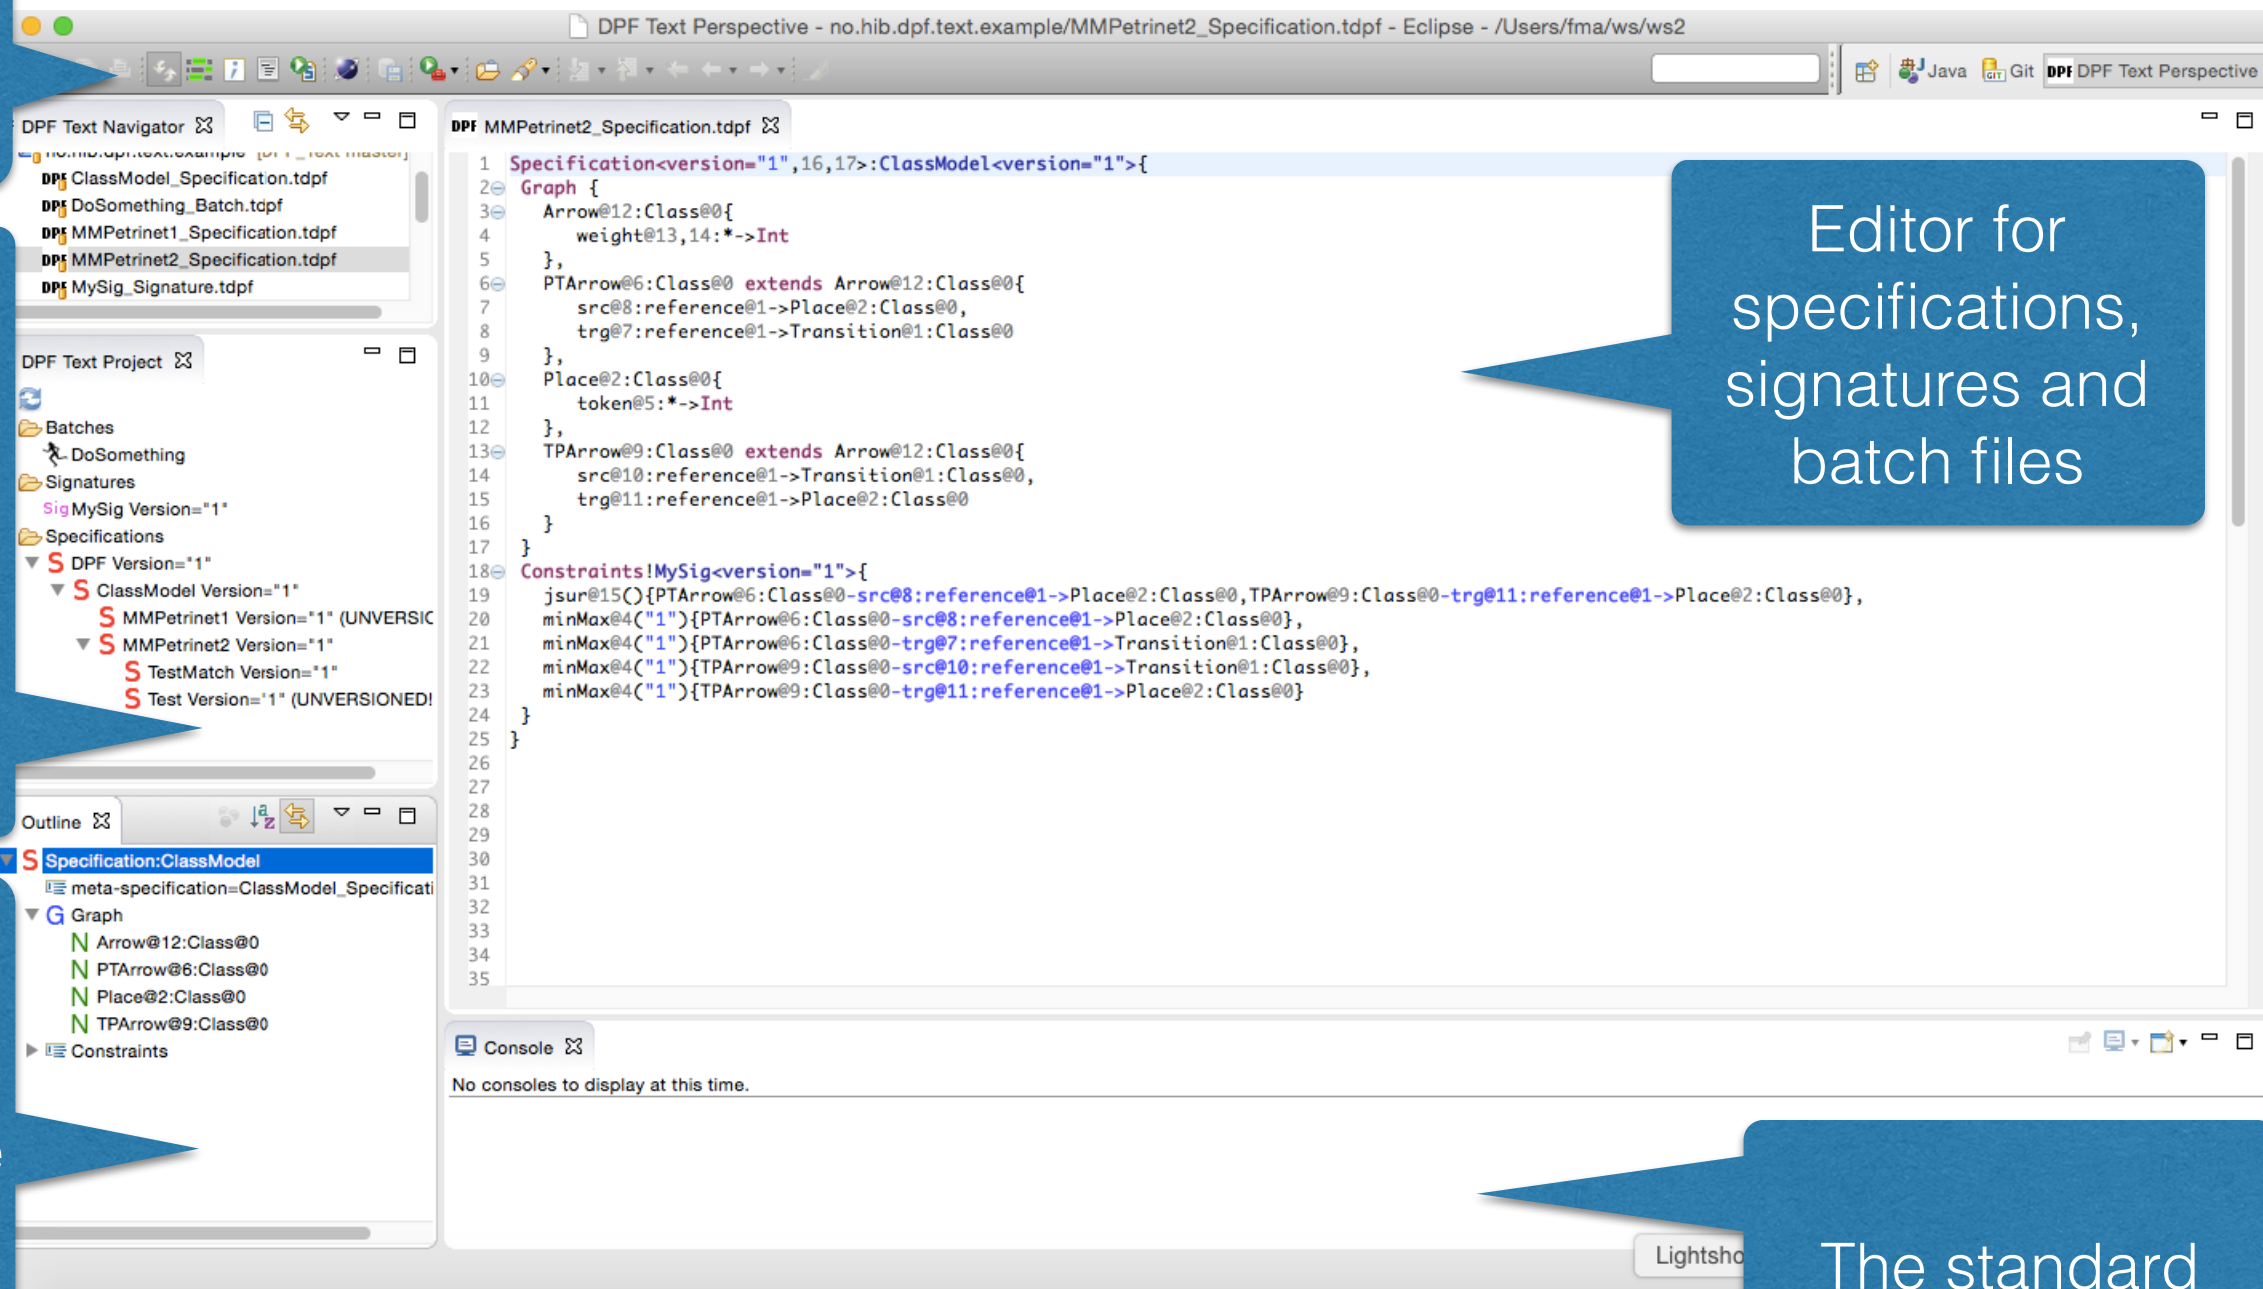 DPF Text Perspective - no.hib.dpf.text.example/MMPetrinet2_Specification.tdpf - Eclipse - /Users/fma/ws/ws2
Java Git DPF DPF Text Perspective
DPF Text Navigator
no.hib.dpf.text.example [DPF_Text master]
DPF ClassModel_Specification.tdpf
DPF DoSomething_Batch.tdpf
DPF MMPetrinet1_Specification.tdpf
DPF MMPetrinet2_Specification.tdpf
DPF MySig_Signature.tdpf
DPF Text Project
Batches
DoSomething
Signatures
Sig MySig Version="1"
Specifications
S DPF Version="1"
S ClassModel Version="1"
S MMPetrinet1 Version="1" (UNVERSIC
S MMPetrinet2 Version="1"
S TestMatch Version="1"
S Test Version="1" (UNVERSIONED!
Outline
S Specification:ClassModel
meta-specification=ClassModel_Specificati
G Graph
N Arrow@12:Class@0
N PTArrow@6:Class@0
N Place@2:Class@0
N TPArrow@9:Class@0
Constraints
DPF MMPetrinet2_Specification.tdpf
1 Specification<version="1",16,17>:ClassModel<version="1">{
2 Graph {
3 Arrow@12:Class@0{
4 weight@13,14:*->Int
5 },
6 PTArrow@6:Class@0 extends Arrow@12:Class@0{
7 src@8:reference@1->Place@2:Class@0,
8 trg@7:reference@1->Transition@1:Class@0
9 },
10 Place@2:Class@0{
11 token@5:*->Int
12 },
13 TPArrow@9:Class@0 extends Arrow@12:Class@0{
14 src@10:reference@1->Transition@1:Class@0,
15 trg@11:reference@1->Place@2:Class@0
16 }
17 }
18 Constraints!MySig<version="1">{
19 jsur@15(){PTArrow@6:Class@0-src@8:reference@1->Place@2:Class@0,TPArrow@9:Class@0-trg@11:reference@1->Place@2:Class@0},
20 minMax@4("1"){PTArrow@6:Class@0-src@8:reference@1->Place@2:Class@0},
21 minMax@4("1"){PTArrow@6:Class@0-trg@7:reference@1->Transition@1:Class@0},
22 minMax@4("1"){TPArrow@9:Class@0-src@10:reference@1->Transition@1:Class@0},
23 minMax@4("1"){TPArrow@9:Class@0-trg@11:reference@1->Place@2:Class@0}
24 }
25 }
26
27
28
29
30
31
32
33
34
35
Editor for
specifications,
signatures and
batch files
Console
No consoles to display at this time.
Lightsho
The standard